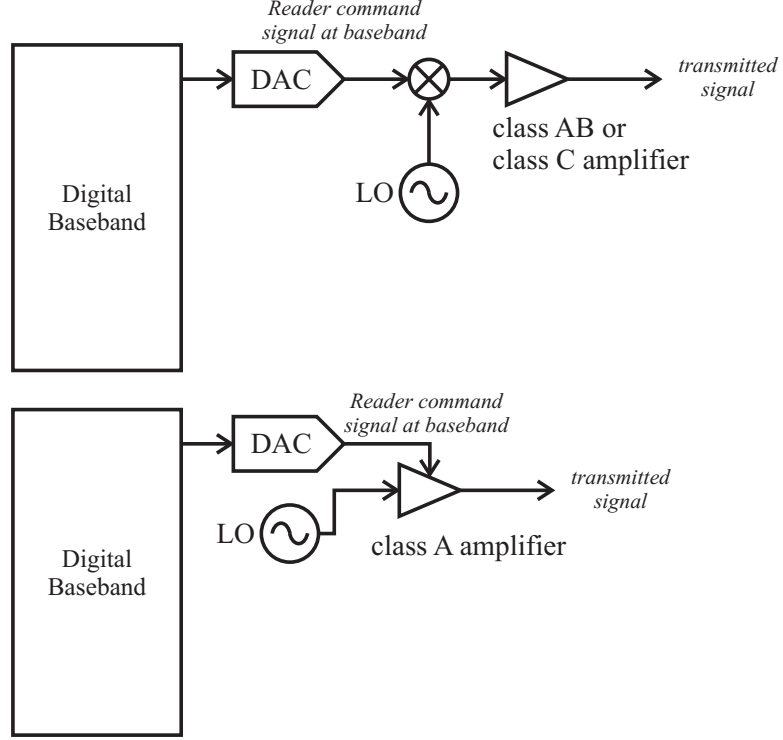 Reader command
signal at baseband
DAC
transmitted
signal
class AB or
class C amplifier
LO
Digital
Baseband
Reader command
signal at baseband
DAC
transmitted
signal
LO
class A amplifier
Digital
Baseband